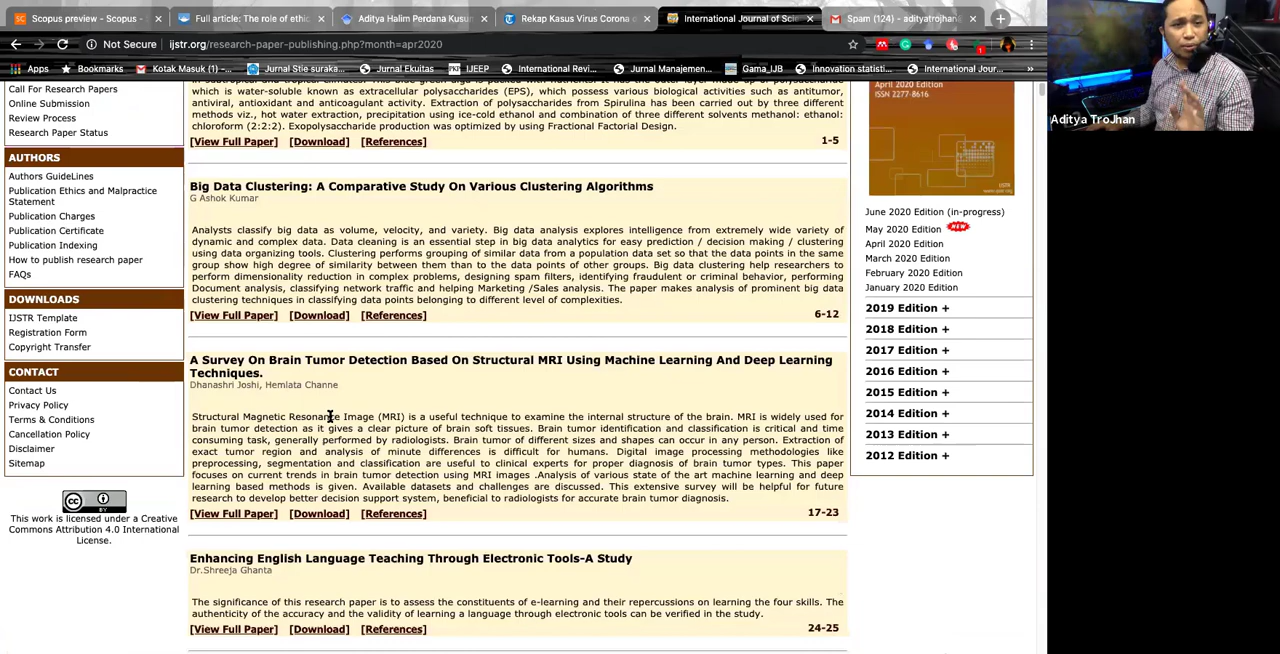 Scopus preview - Scopus -
Full article: The role of ethic
Aditya Halim Perdana Kusum
Rekap Kasus Virus Corona d
International Journal of Scie
Spam (124) - adityatrojhan@
Not Secure
ijstr.org/research-paper-publishing.php?month=apr2020
Apps
Bookmarks
Kotak Masuk (1) -...
Jurnal Stie suraka...
Jurnal Ekuitas
IJEEP
International Revi...
Jurnal Manajemen...
Gama_IJB
Innovation statisti...
International Jour...
Call For Research Papers
Online Submission
Review Process
Research Paper Status
AUTHORS
Authors GuideLines
Publication Ethics and Malpractice
Statement
Publication Charges
Publication Certificate
Publication Indexing
How to publish research paper
FAQs
DOWNLOADS
IJSTR Template
Registration Form
Copyright Transfer
CONTACT
Contact Us
Privacy Policy
Terms & Conditions
Cancellation Policy
Disclaimer
Sitemap
CC
BY
This work is licensed under a Creative
Commons Attribution 4.0 International
License.
which is water-soluble known as extracellular polysaccharides (EPS), which possess various biological activities such as antitumor,
antiviral, antioxidant and anticoagulant activity. Extraction of polysaccharides from Spirulina has been carried out by three different
methods viz., hot water extraction, precipitation using ice-cold ethanol and combination of three different solvents methanol: ethanol:
chloroform (2:2:2). Exopolysaccharide production was optimized by using Fractional Factorial Design.
[View Full Paper] [Download] [References] 1-5
Big Data Clustering: A Comparative Study On Various Clustering Algorithms
G Ashok Kumar
Analysts classify big data as volume, velocity, and variety. Big data analysis explores intelligence from extremely wide variety of
dynamic and complex data. Data cleaning is an essential step in big data analytics for easy prediction / decision making / clustering
using data organizing tools. Clustering performs grouping of similar data from a population data set so that the data points in the same
group show high degree of similarity between them than to the data points of other groups. Big data clustering help researchers to
perform dimensionality reduction in complex problems, designing spam filters, identifying fraudulent or criminal behavior, performing
Document analysis, classifying network traffic and helping Marketing /Sales analysis. The paper makes analysis of prominent big data
clustering techniques in classifying data points belonging to different level of complexities.
[View Full Paper] [Download] [References] 6-12
A Survey On Brain Tumor Detection Based On Structural MRI Using Machine Learning And Deep Learning
Techniques.
Dhanashri Joshi, Hemlata Channe
Structural Magnetic Resonance Image (MRI) is a useful technique to examine the internal structure of the brain. MRI is widely used for
brain tumor detection as it gives a clear picture of brain soft tissues. Brain tumor identification and classification is critical and time
consuming task, generally performed by radiologists. Brain tumor of different sizes and shapes can occur in any person. Extraction of
exact tumor region and analysis of minute differences is difficult for humans. Digital image processing methodologies like
preprocessing, segmentation and classification are useful to clinical experts for proper diagnosis of brain tumor types. This paper
focuses on current trends in brain tumor detection using MRI images .Analysis of various state of the art machine learning and deep
learning based methods is given. Available datasets and challenges are discussed. This extensive survey will be helpful for future
research to develop better decision support system, beneficial to radiologists for accurate brain tumor diagnosis.
[View Full Paper] [Download] [References] 17-23
Enhancing English Language Teaching Through Electronic Tools-A Study
Dr.Shreeja Ghanta
The significance of this research paper is to assess the constituents of e-learning and their repercussions on learning the four skills. The
authenticity of the accuracy and the validity of learning a language through electronic tools can be verified in the study.
[View Full Paper] [Download] [References] 24-25
April 2020 Edition
ISSN 2277-8616
June 2020 Edition (in-progress)
May 2020 Edition NEW
April 2020 Edition
March 2020 Edition
February 2020 Edition
January 2020 Edition
2019 Edition +
2018 Edition +
2017 Edition +
2016 Edition +
2015 Edition +
2014 Edition +
2013 Edition +
2012 Edition +
Aditya TroJhan